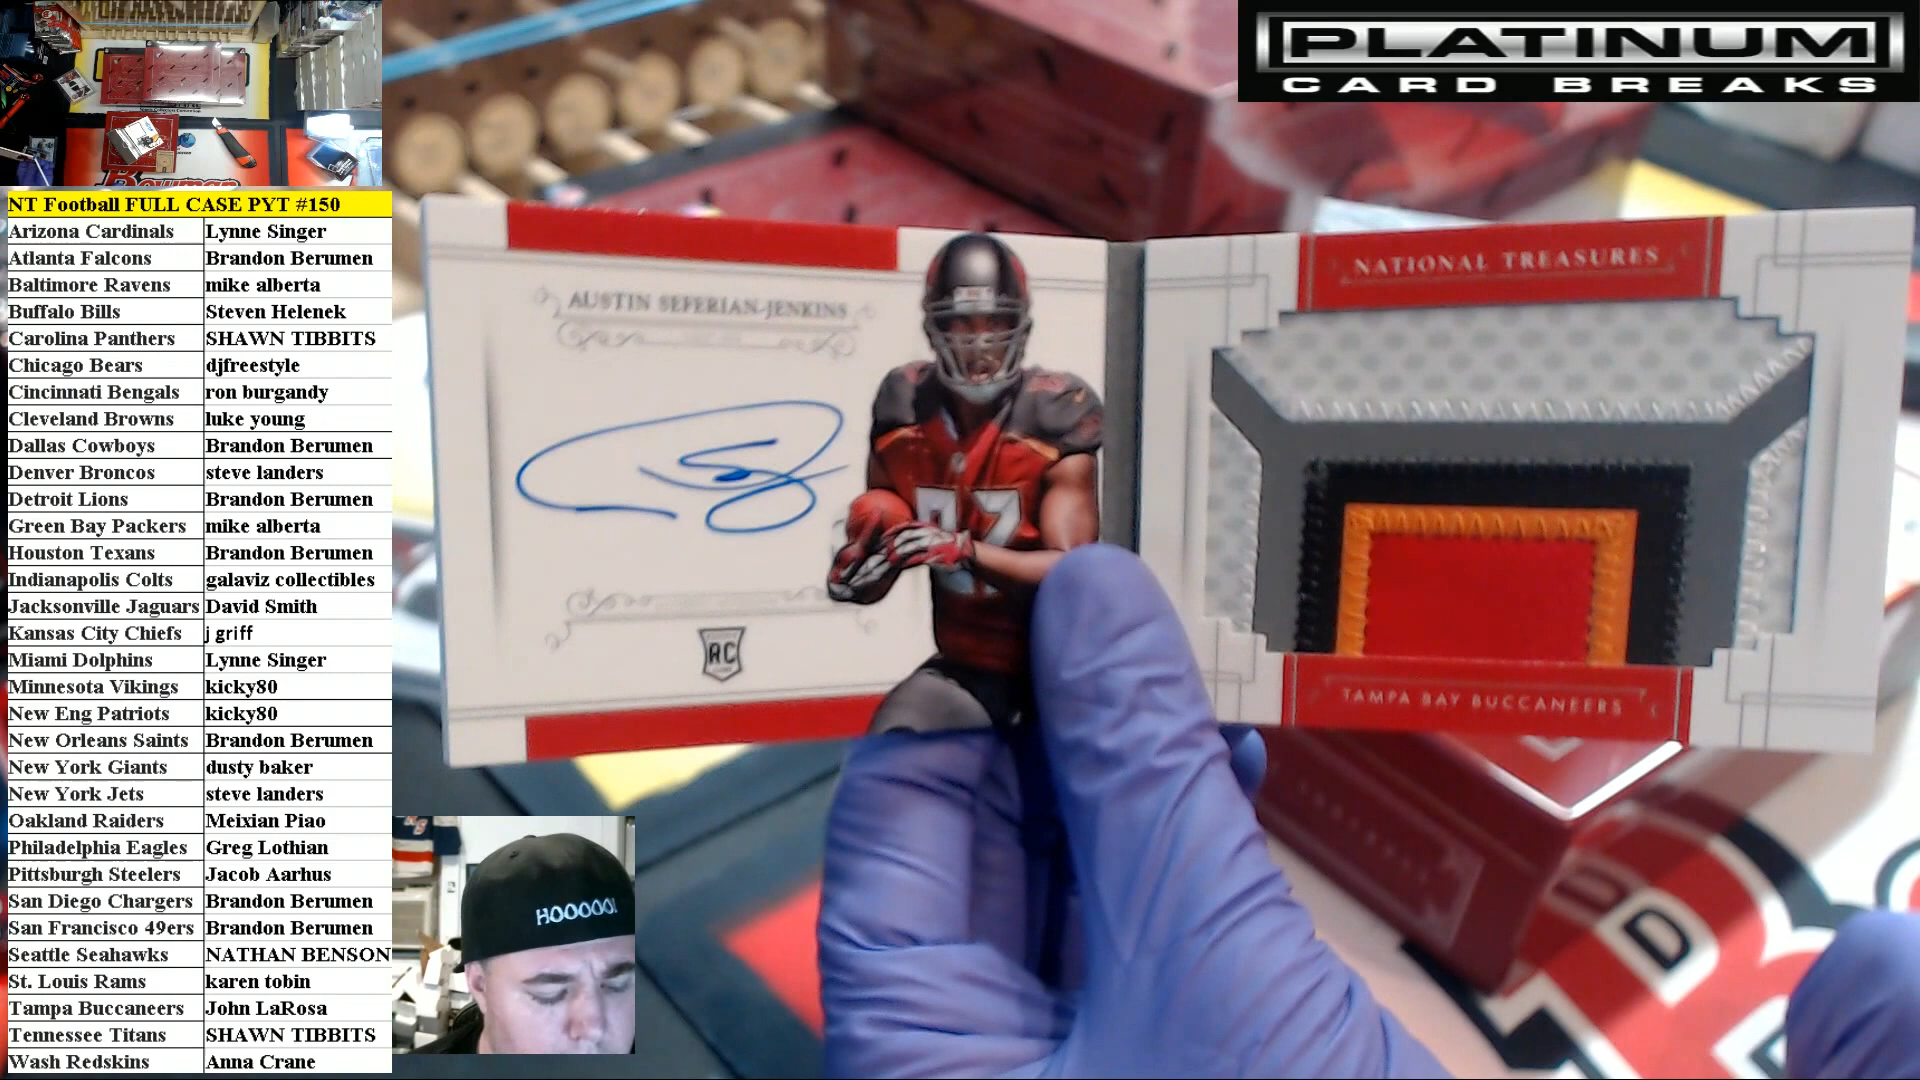 PLATINUM
CARD BREAKS
Bowman
NT Football FULL CASE PYT #150
Arizona Cardinals Lynne Singer
Atlanta Falcons Brandon Berumen
Baltimore Ravens mike alberta
Buffalo Bills Steven Helenek
Carolina Panthers SHAWN TIBBITS
Chicago Bears djfreestyle
Cincinnati Bengals ron burgandy
Cleveland Browns luke young
Dallas Cowboys Brandon Berumen
Denver Broncos steve landers
Detroit Lions Brandon Berumen
Green Bay Packers mike alberta
Houston Texans Brandon Berumen
Indianapolis Colts galaviz collectibles
Jacksonville Jaguars David Smith
Kansas City Chiefs j griff
Miami Dolphins Lynne Singer
Minnesota Vikings kicky80
New Eng Patriots kicky80
New Orleans Saints Brandon Berumen
New York Giants dusty baker
New York Jets steve landers
Oakland Raiders Meixian Piao
Philadelphia Eagles Greg Lothian
Pittsburgh Steelers Jacob Aarhus
San Diego Chargers Brandon Berumen
San Francisco 49ers Brandon Berumen
Seattle Seahawks NATHAN BENSON
St. Louis Rams karen tobin
Tampa Buccaneers John LaRosa
Tennessee Titans SHAWN TIBBITS
Wash Redskins Anna Crane
AUSTIN SEFERIAN-JENKINS
RC
87
NATIONAL TREASURES
TAMPA BAY BUCCANEERS
HOOOOOO!